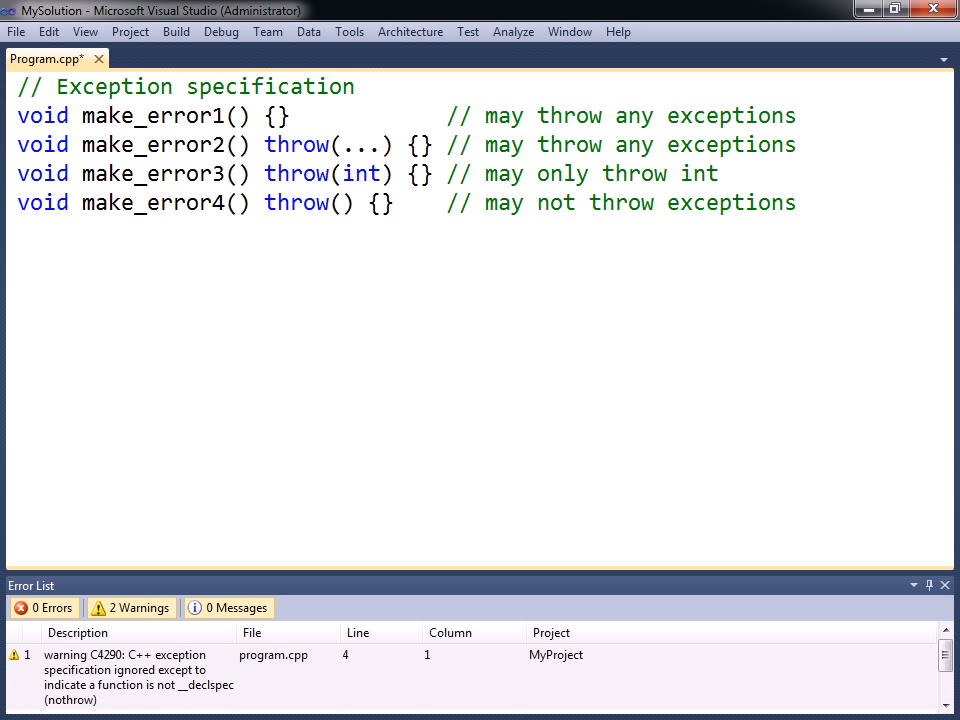 MySolution - Microsoft Visual Studio (Administrator)
File Edit View Project Build Debug Team Data Tools Architecture Test Analyze Window Help
Program.cpp*
// Exception specification
void make_error1() {} // may throw any exceptions
void make_error2() throw(...) {} // may throw any exceptions
void make_error3() throw(int) {} // may only throw int
void make_error4() throw() {} // may not throw exceptions
Error List
0 Errors 2 Warnings 0 Messages
Description File Line Column Project
1 warning C4290: C++ exception program.cpp 4 1 MyProject
specification ignored except to
indicate a function is not __declspec
(nothrow)